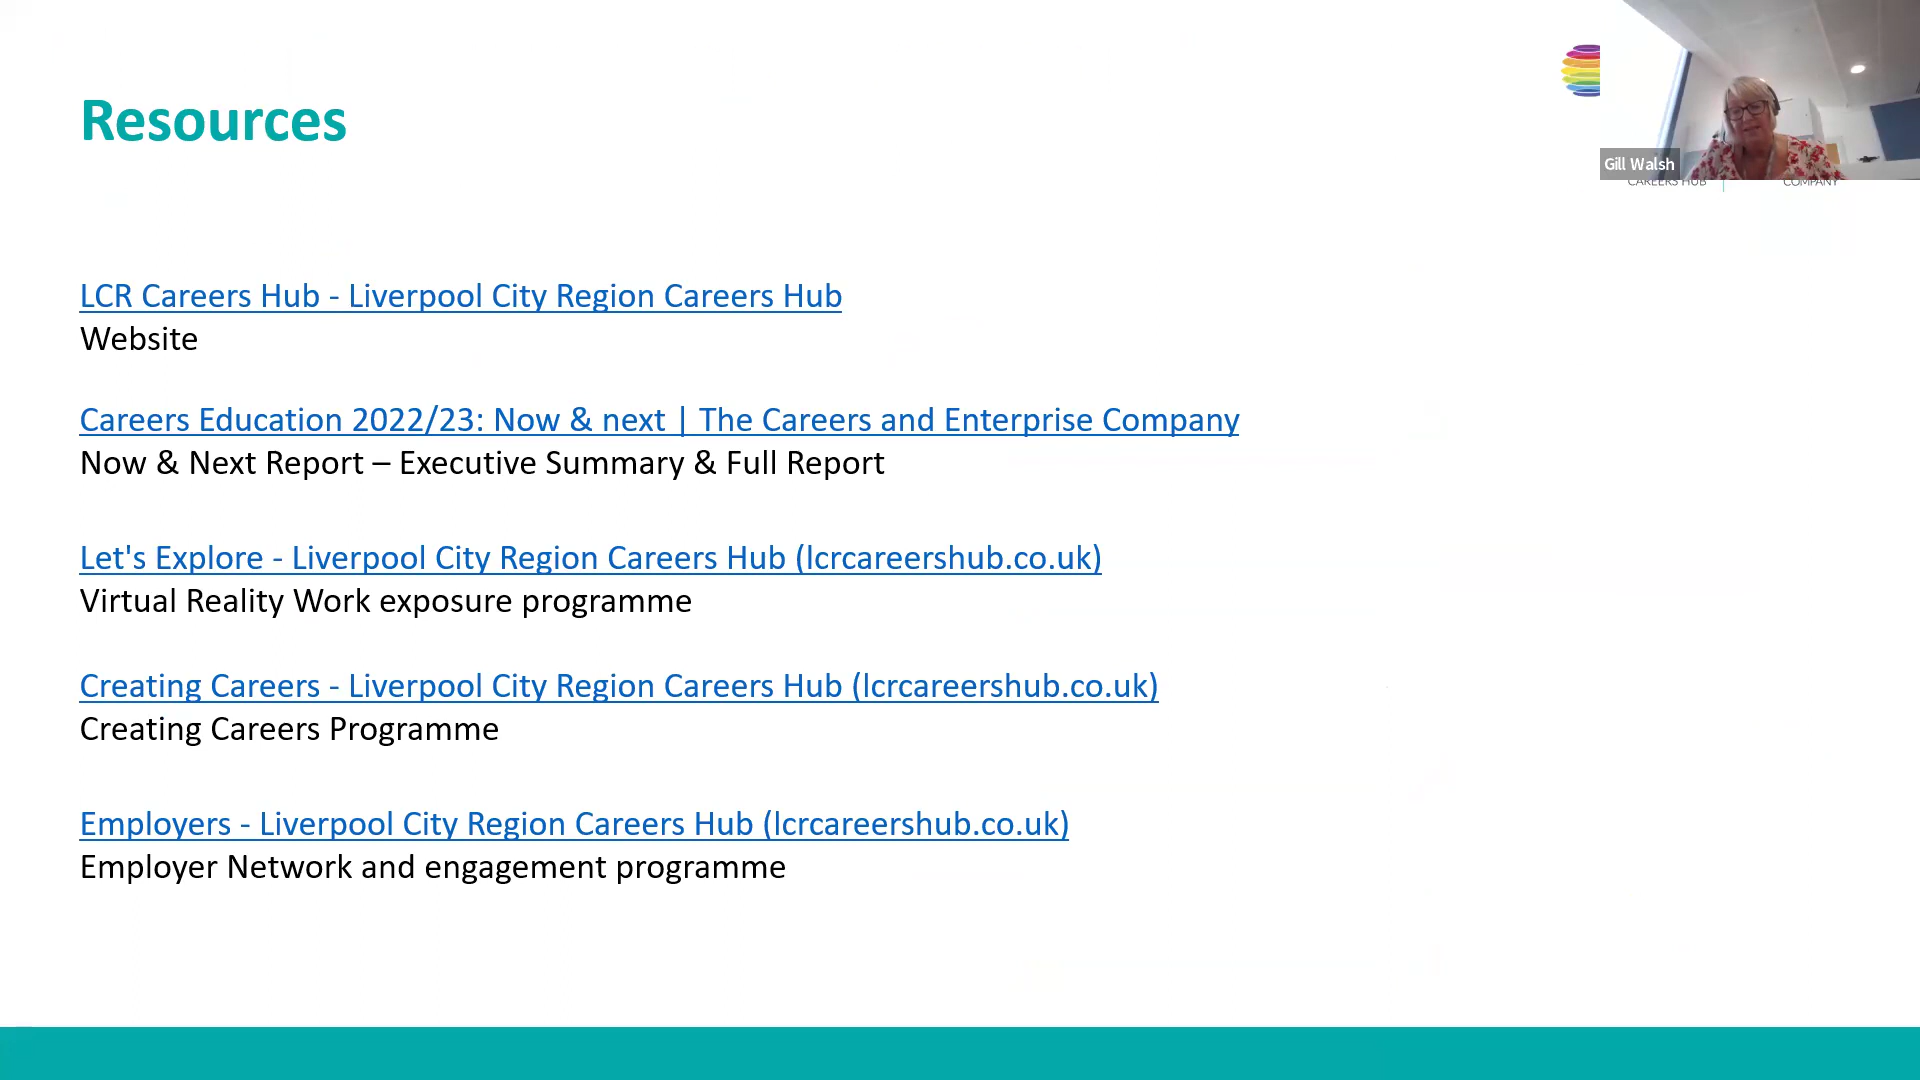 Resources
Gill Walsh
CAREERS HUB
COMPANY
LCR Careers Hub - Liverpool City Region Careers Hub
Website
Careers Education 2022/23: Now & next | The Careers and Enterprise Company
Now & Next Report – Executive Summary & Full Report
Let's Explore - Liverpool City Region Careers Hub (lcrcareershub.co.uk)
Virtual Reality Work exposure programme
Creating Careers - Liverpool City Region Careers Hub (lcrcareershub.co.uk)
Creating Careers Programme
Employers - Liverpool City Region Careers Hub (lcrcareershub.co.uk)
Employer Network and engagement programme